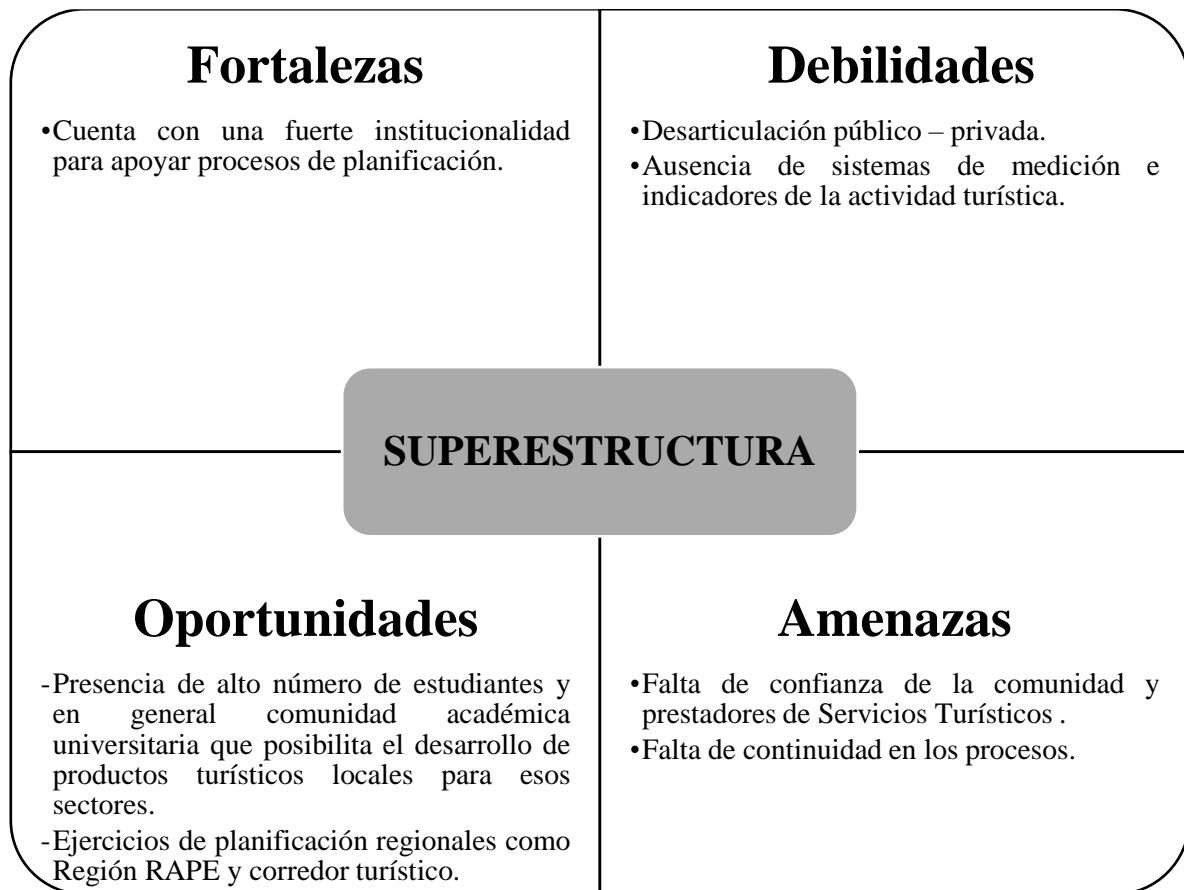 Fortalezas
•Cuenta con una fuerte institucionalidad
para apoyar procesos de planificación.
Debilidades
•Desarticulación público – privada.
•Ausencia de sistemas de medición e
indicadores de la actividad turística.
SUPERESTRUCTURA
Oportunidades
-Presencia de alto número de estudiantes y
en general comunidad académica
universitaria que posibilita el desarrollo de
productos turísticos locales para esos
sectores.
-Ejercicios de planificación regionales como
Región RAPE y corredor turístico.
Amenazas
•Falta de confianza de la comunidad y
prestadores de Servicios Turísticos .
•Falta de continuidad en los procesos.